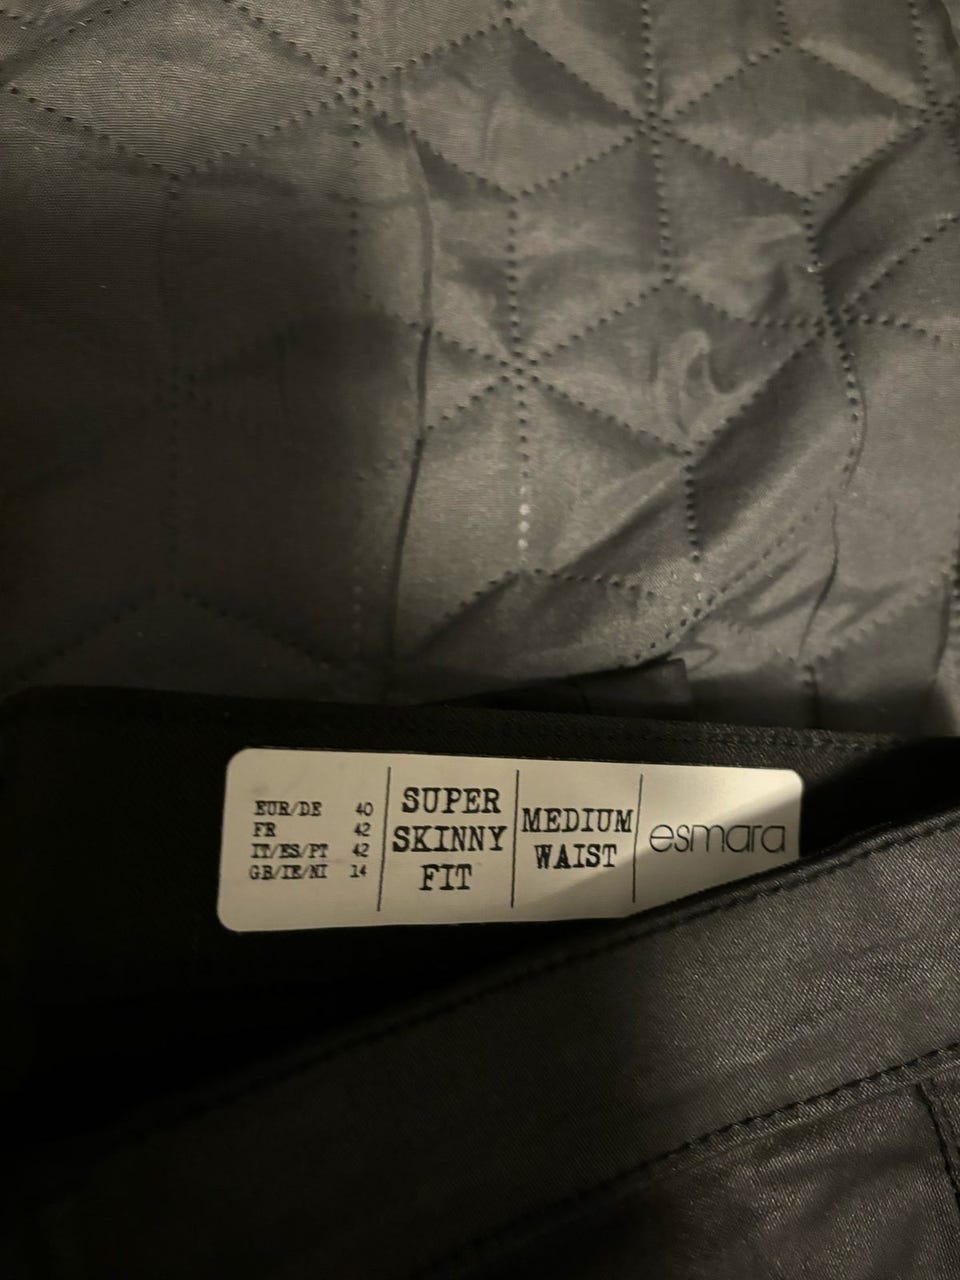 EUR/DE 40
FR 42
IT/ES/PT 42
GB/IE/NI 14
SUPER
SKINNY
FIT
MEDIUM
WAIST
esmara